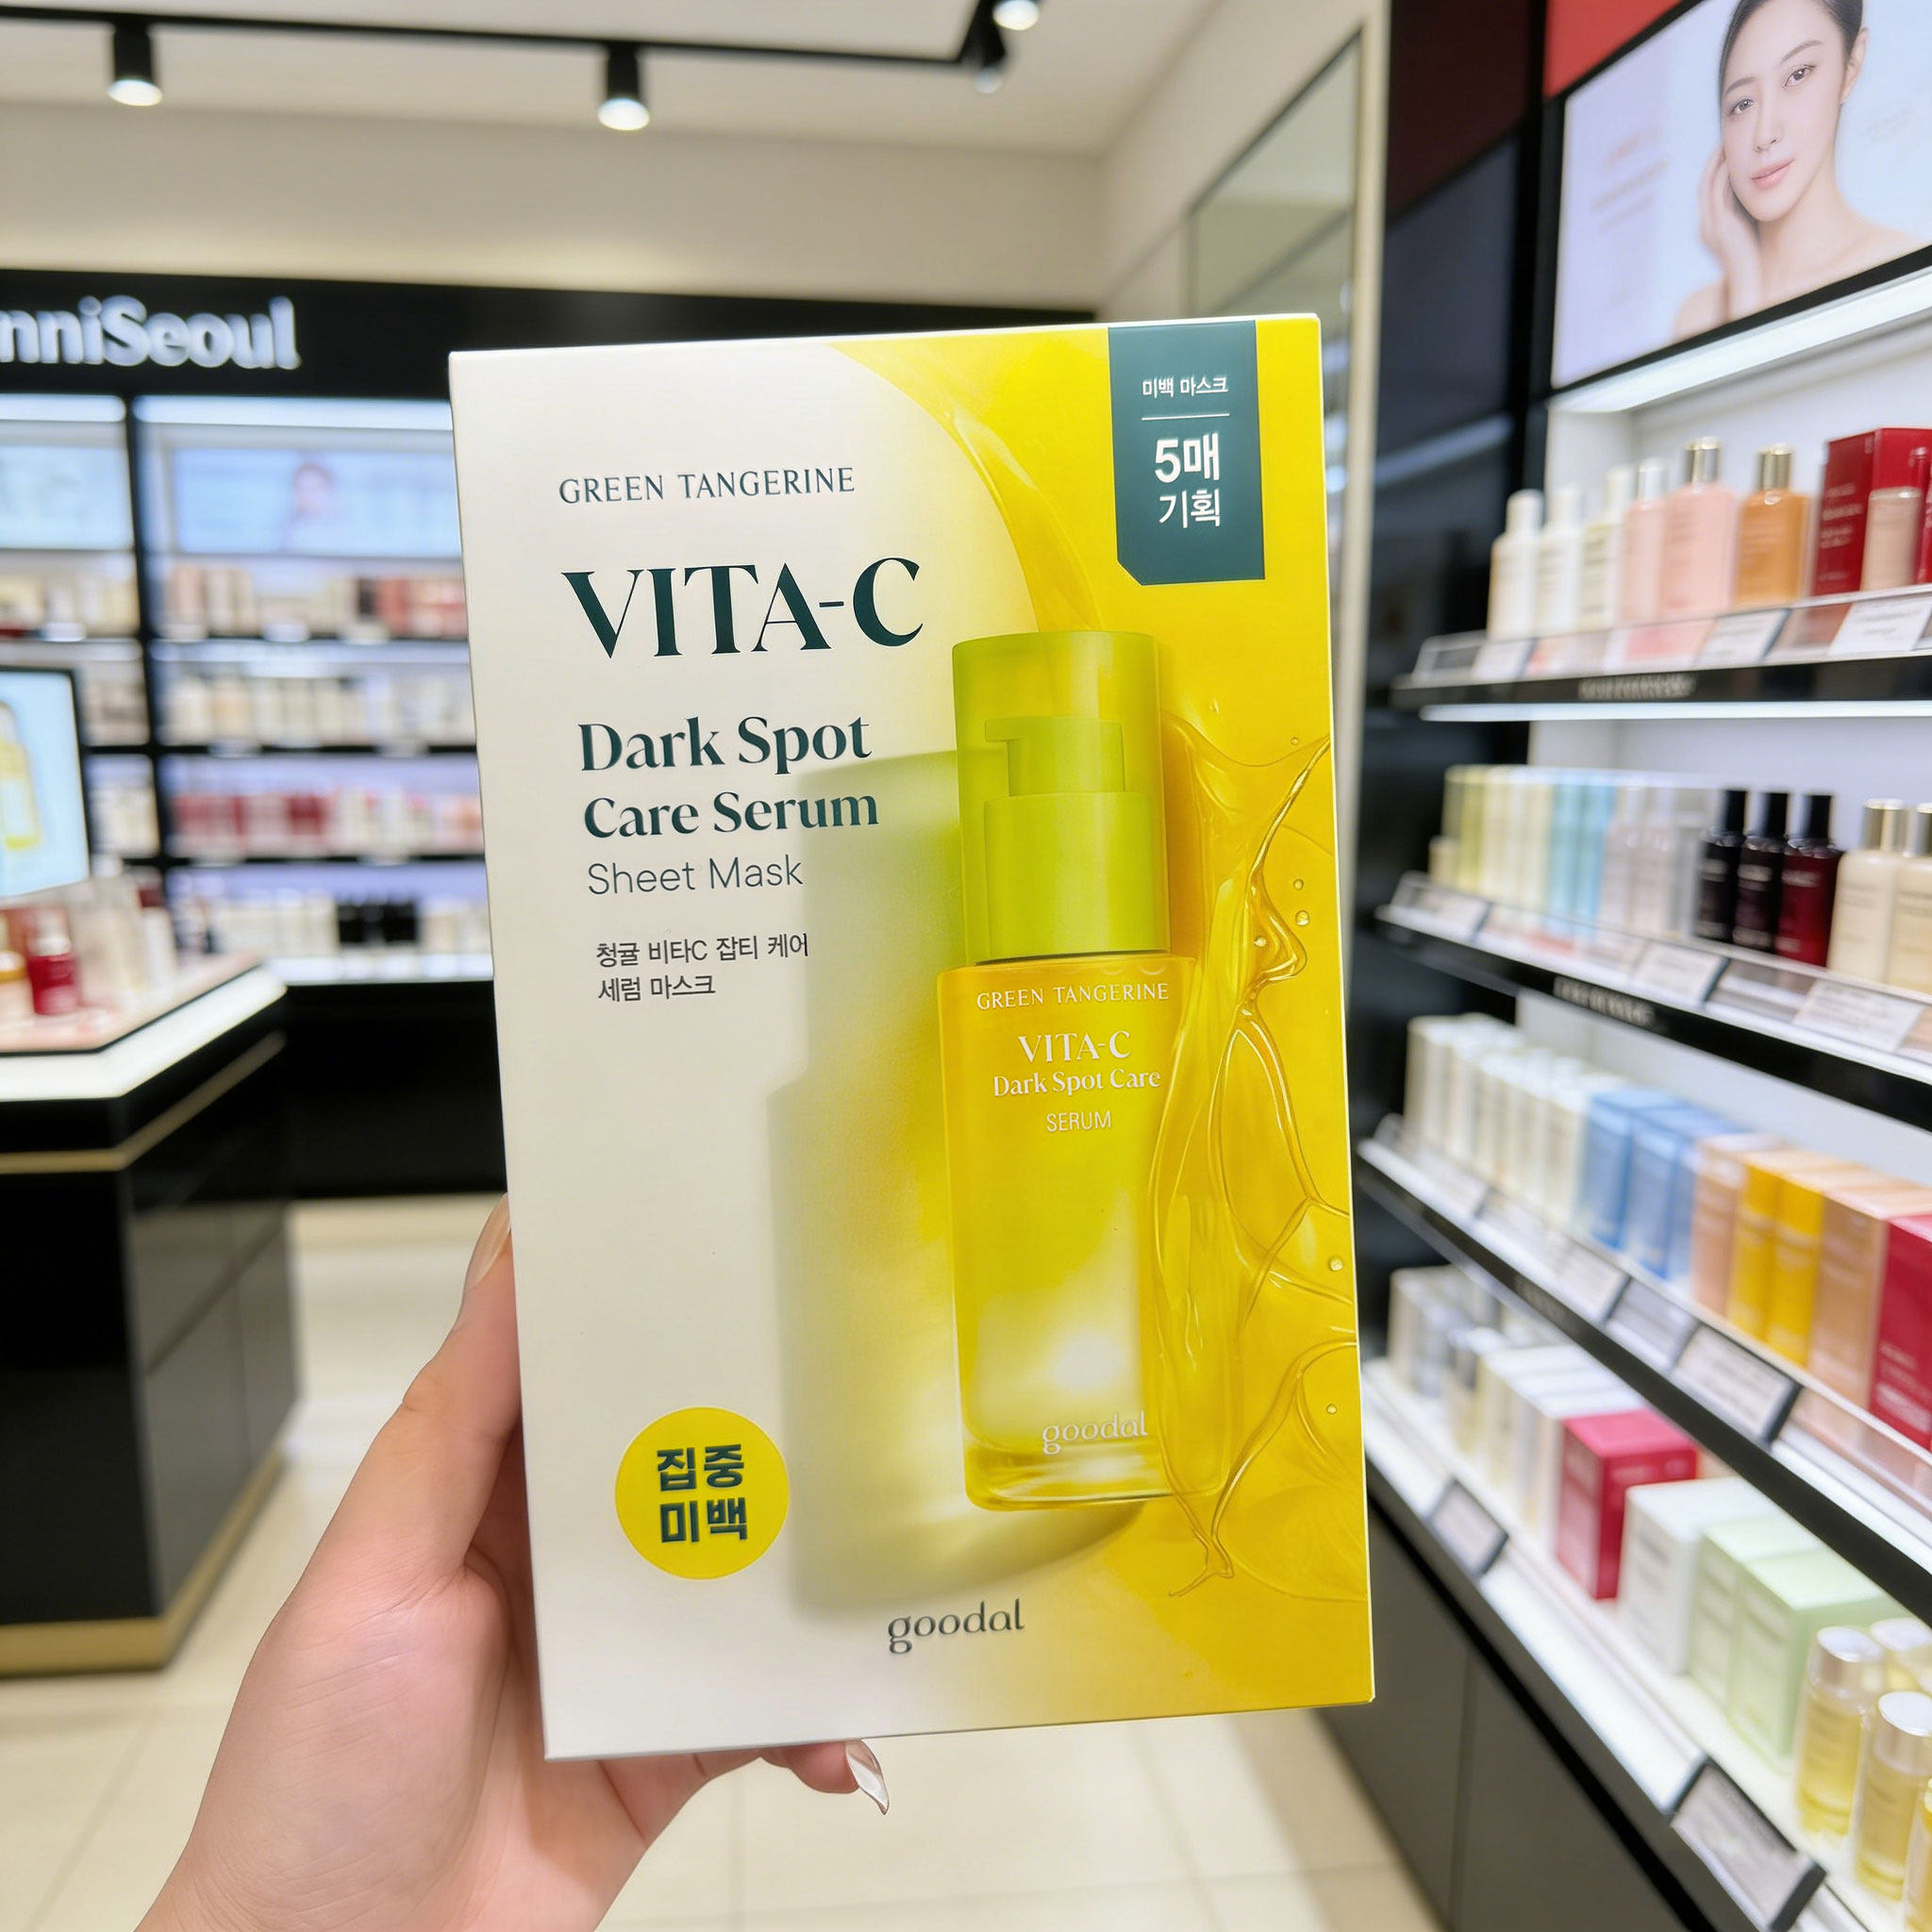 nniSeoul
미백 마스크
5매
기획
GREEN TANGERINE
VITA-C
Dark Spot
Care Serum
Sheet Mask
청귤 비타C 잡티 케어
세럼 마스크
GREEN TANGERINE
VITA-C
Dark Spot Care
SERUM
goodal
집중
미백
goodal